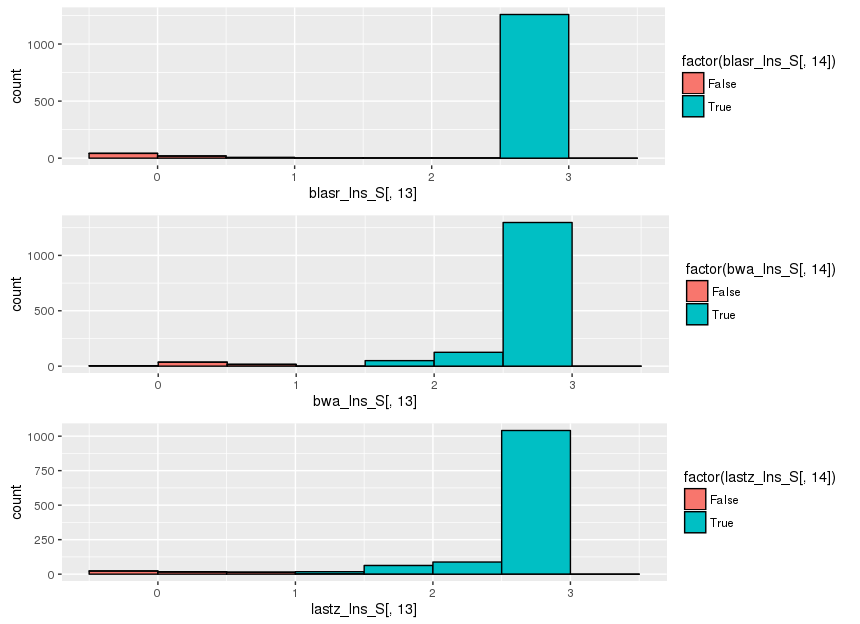 1000
500
0
count
0 1 2 3
blasr_Ins_S[, 13]
factor(blasr_Ins_S[, 14])
False
True
1000
500
0
count
0 1 2 3
bwa_Ins_S[, 13]
factor(bwa_Ins_S[, 14])
False
True
1000
750
500
250
0
count
0 1 2 3
lastz_Ins_S[, 13]
factor(lastz_Ins_S[, 14])
False
True